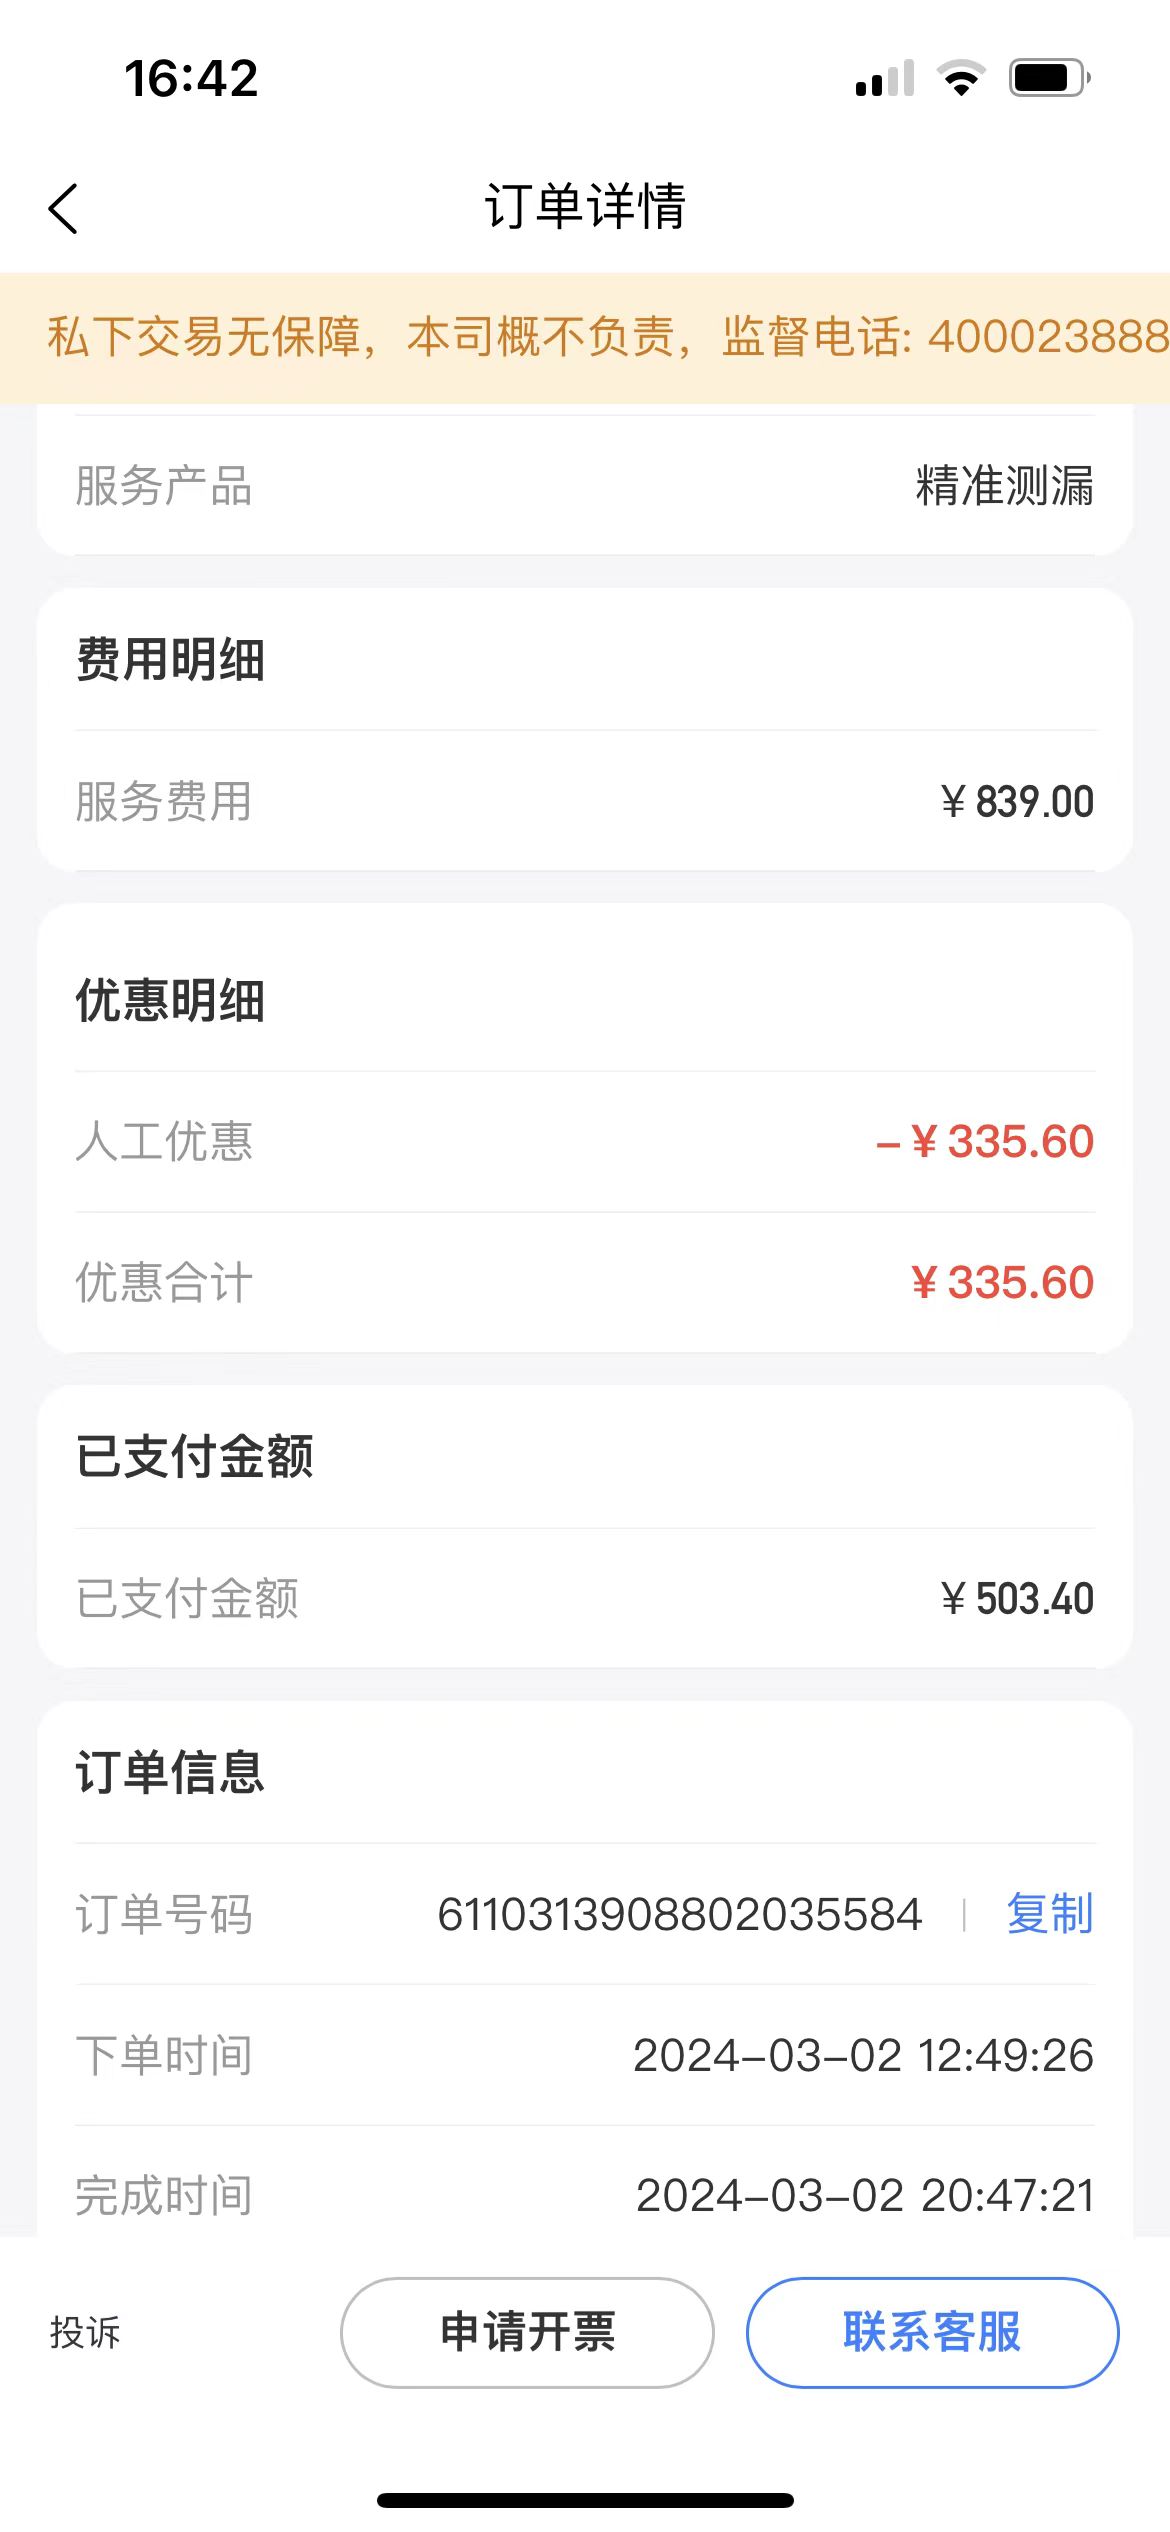 16:42
订单详情
私下交易无保障，本司概不负责，监督电话: 400023888
服务产品 精准测漏
费用明细
服务费用 ¥ 839.00
优惠明细
人工优惠 – ¥ 335.60
优惠合计 ¥ 335.60
已支付金额
已支付金额 ¥ 503.40
订单信息
订单号码 6110313908802035584 | 复制
下单时间 2024–03–02 12:49:26
完成时间 2024–03–02 20:47:21
投诉 申请开票 联系客服